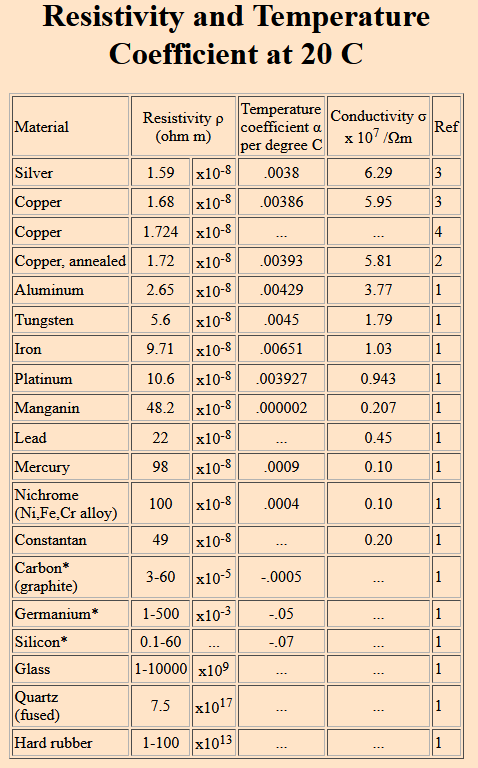 Resistivity and Temperature
Coefficient at 20 C
Material Resistivity ρ (ohm m) Temperature coefficient α per degree C Conductivity σ x 10⁷ /Ωm Ref
Silver 1.59 x10⁻⁸ .0038 6.29 3
Copper 1.68 x10⁻⁸ .00386 5.95 3
Copper 1.724 x10⁻⁸ ... ... 4
Copper, annealed 1.72 x10⁻⁸ .00393 5.81 2
Aluminum 2.65 x10⁻⁸ .00429 3.77 1
Tungsten 5.6 x10⁻⁸ .0045 1.79 1
Iron 9.71 x10⁻⁸ .00651 1.03 1
Platinum 10.6 x10⁻⁸ .003927 0.943 1
Manganin 48.2 x10⁻⁸ .000002 0.207 1
Lead 22 x10⁻⁸ ... 0.45 1
Mercury 98 x10⁻⁸ .0009 0.10 1
Nichrome (Ni,Fe,Cr alloy) 100 x10⁻⁸ .0004 0.10 1
Constantan 49 x10⁻⁸ ... 0.20 1
Carbon* (graphite) 3-60 x10⁻⁵ -.0005 ... 1
Germanium* 1-500 x10⁻³ -.05 ... 1
Silicon* 0.1-60 ... -.07 ... 1
Glass 1-10000 x10⁹ ... ... 1
Quartz (fused) 7.5 x10¹⁷ ... ... 1
Hard rubber 1-100 x10¹³ ... ... 1